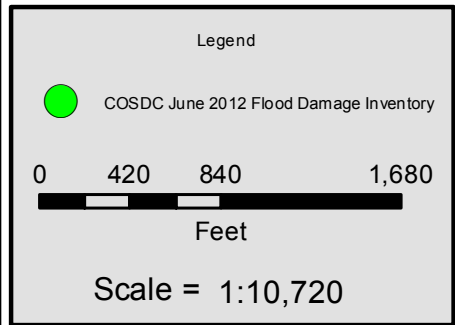 Legend
COSDC June 2012 Flood Damage Inventory
0 420 840 1,680
Feet
Scale = 1:10,720